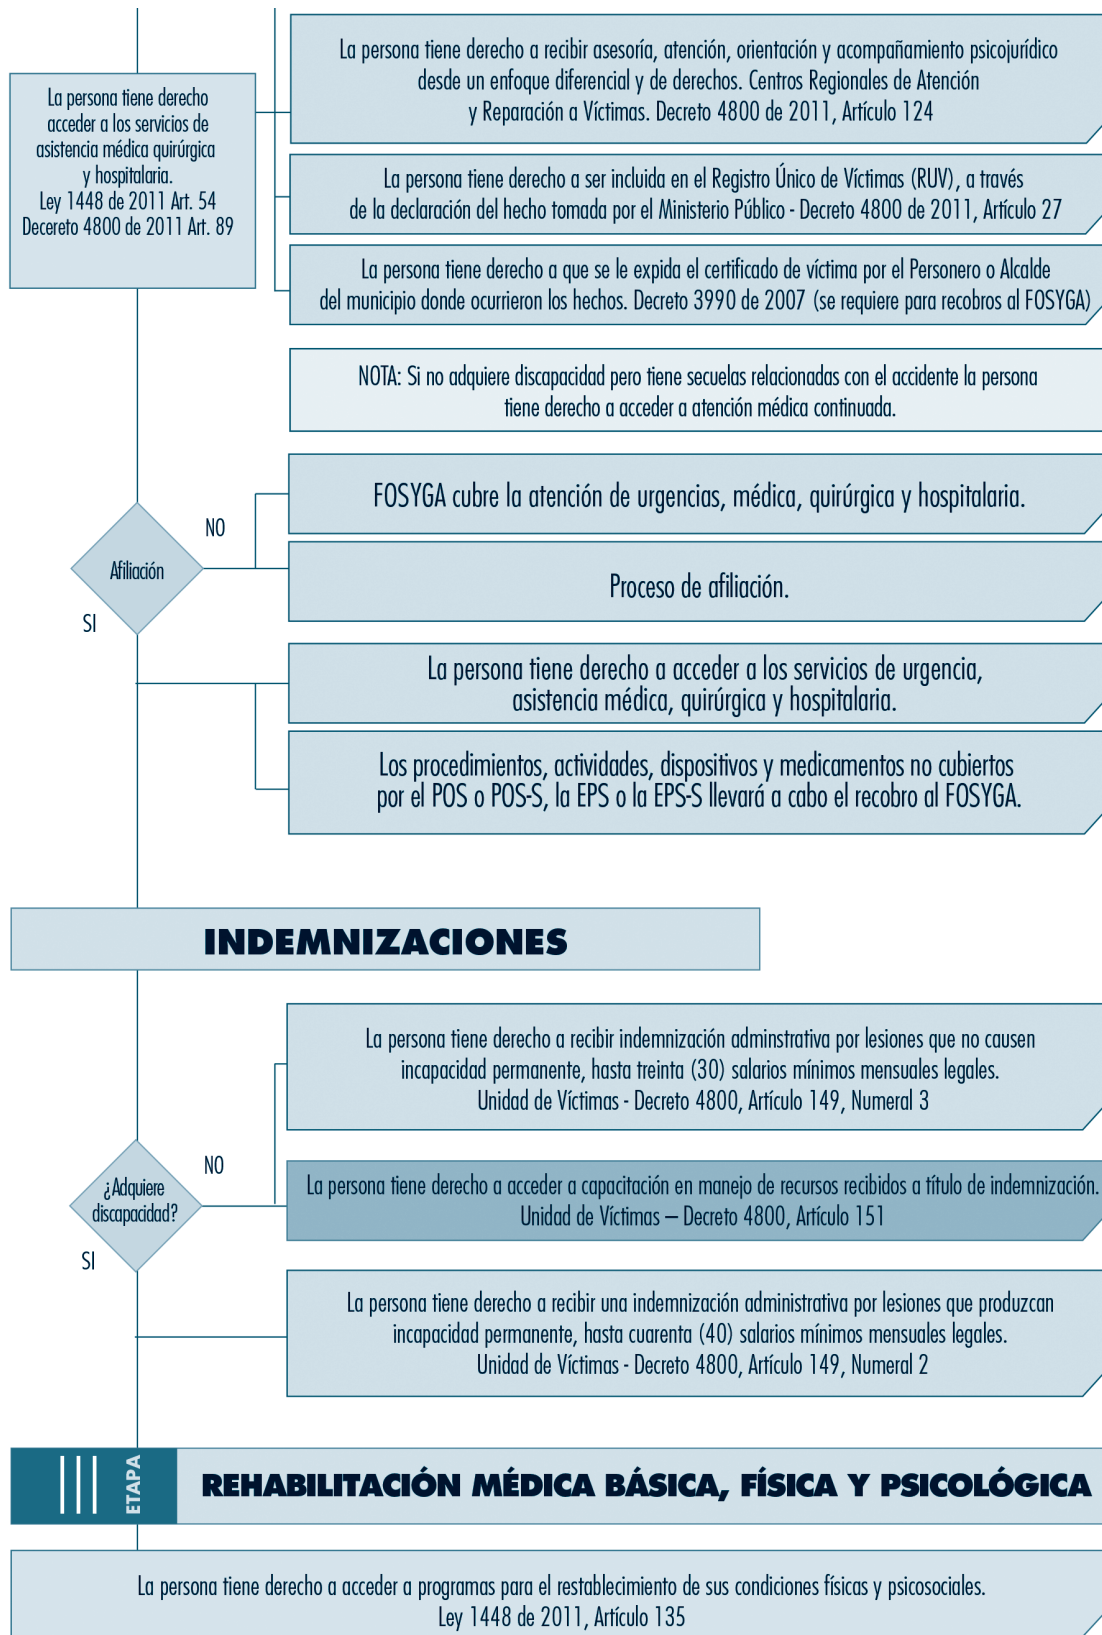 La persona tiene derecho
acceder a los servicios de
asistencia médica quirúrgica
y hospitalaria.
Ley 1448 de 2011 Art. 54
Decereto 4800 de 2011 Art. 89
La persona tiene derecho a recibir asesoría, atención, orientación y acompañamiento psicojurídico
desde un enfoque diferencial y de derechos. Centros Regionales de Atención
y Reparación a Víctimas. Decreto 4800 de 2011, Artículo 124
La persona tiene derecho a ser incluida en el Registro Único de Víctimas (RUV), a través
de la declaración del hecho tomada por el Ministerio Público - Decreto 4800 de 2011, Artículo 27
La persona tiene derecho a que se le expida el certificado de víctima por el Personero o Alcalde
del municipio donde ocurrieron los hechos. Decreto 3990 de 2007 (se requiere para recobros al FOSYGA)
NOTA: Si no adquiere discapacidad pero tiene secuelas relacionadas con el accidente la persona
tiene derecho a acceder a atención médica continuada.
Afiliación
NO
FOSYGA cubre la atención de urgencias, médica, quirúrgica y hospitalaria.
Proceso de afiliación.
SI
La persona tiene derecho a acceder a los servicios de urgencia,
asistencia médica, quirúrgica y hospitalaria.
Los procedimientos, actividades, dispositivos y medicamentos no cubiertos
por el POS o POS-S, la EPS o la EPS-S llevará a cabo el recobro al FOSYGA.
INDEMNIZACIONES
¿Adquiere
discapacidad?
NO
La persona tiene derecho a recibir indemnización adminstrativa por lesiones que no causen
incapacidad permanente, hasta treinta (30) salarios mínimos mensuales legales.
Unidad de Víctimas - Decreto 4800, Artículo 149, Numeral 3
La persona tiene derecho a acceder a capacitación en manejo de recursos recibidos a título de indemnización.
Unidad de Víctimas – Decreto 4800, Artículo 151
SI
La persona tiene derecho a recibir una indemnización administrativa por lesiones que produzcan
incapacidad permanente, hasta cuarenta (40) salarios mínimos mensuales legales.
Unidad de Víctimas - Decreto 4800, Artículo 149, Numeral 2
III ETAPA
REHABILITACIÓN MÉDICA BÁSICA, FÍSICA Y PSICOLÓGICA
La persona tiene derecho a acceder a programas para el restablecimiento de sus condiciones físicas y psicosociales.
Ley 1448 de 2011, Artículo 135